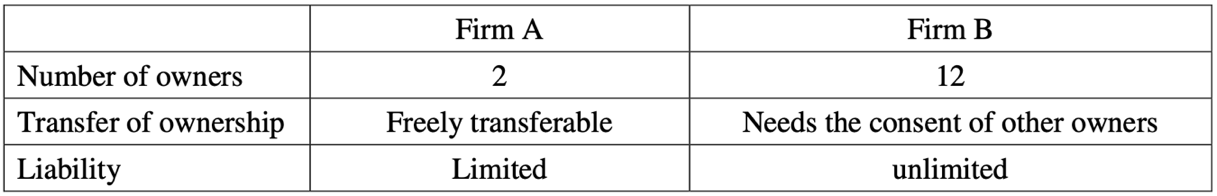 Firm A Firm B
Number of owners 2 12
Transfer of ownership Freely transferable Needs the consent of other owners
Liability Limited unlimited